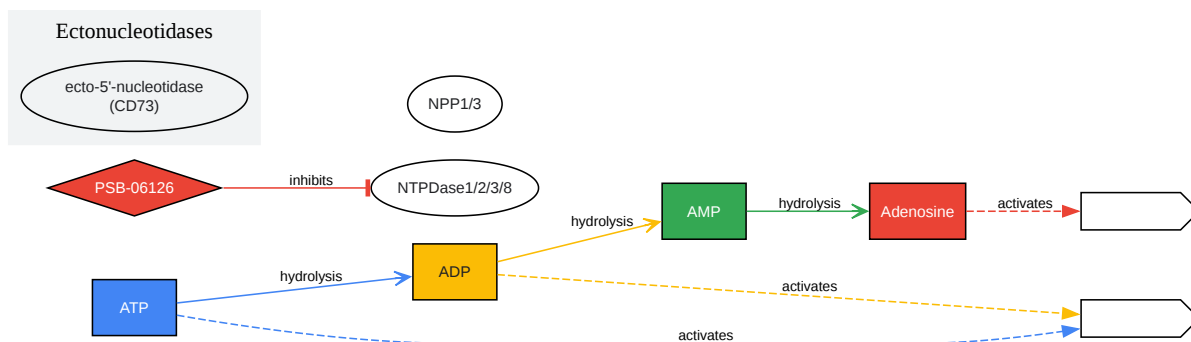 Ectonucleotidases
ecto-5'-nucleotidase
(CD73)
NPP1/3
PSB-06126
inhibits
NTPDase1/2/3/8
AMP
hydrolysis
Adenosine
activates
hydrolysis
ADP
hydrolysis
ATP
activates
activates